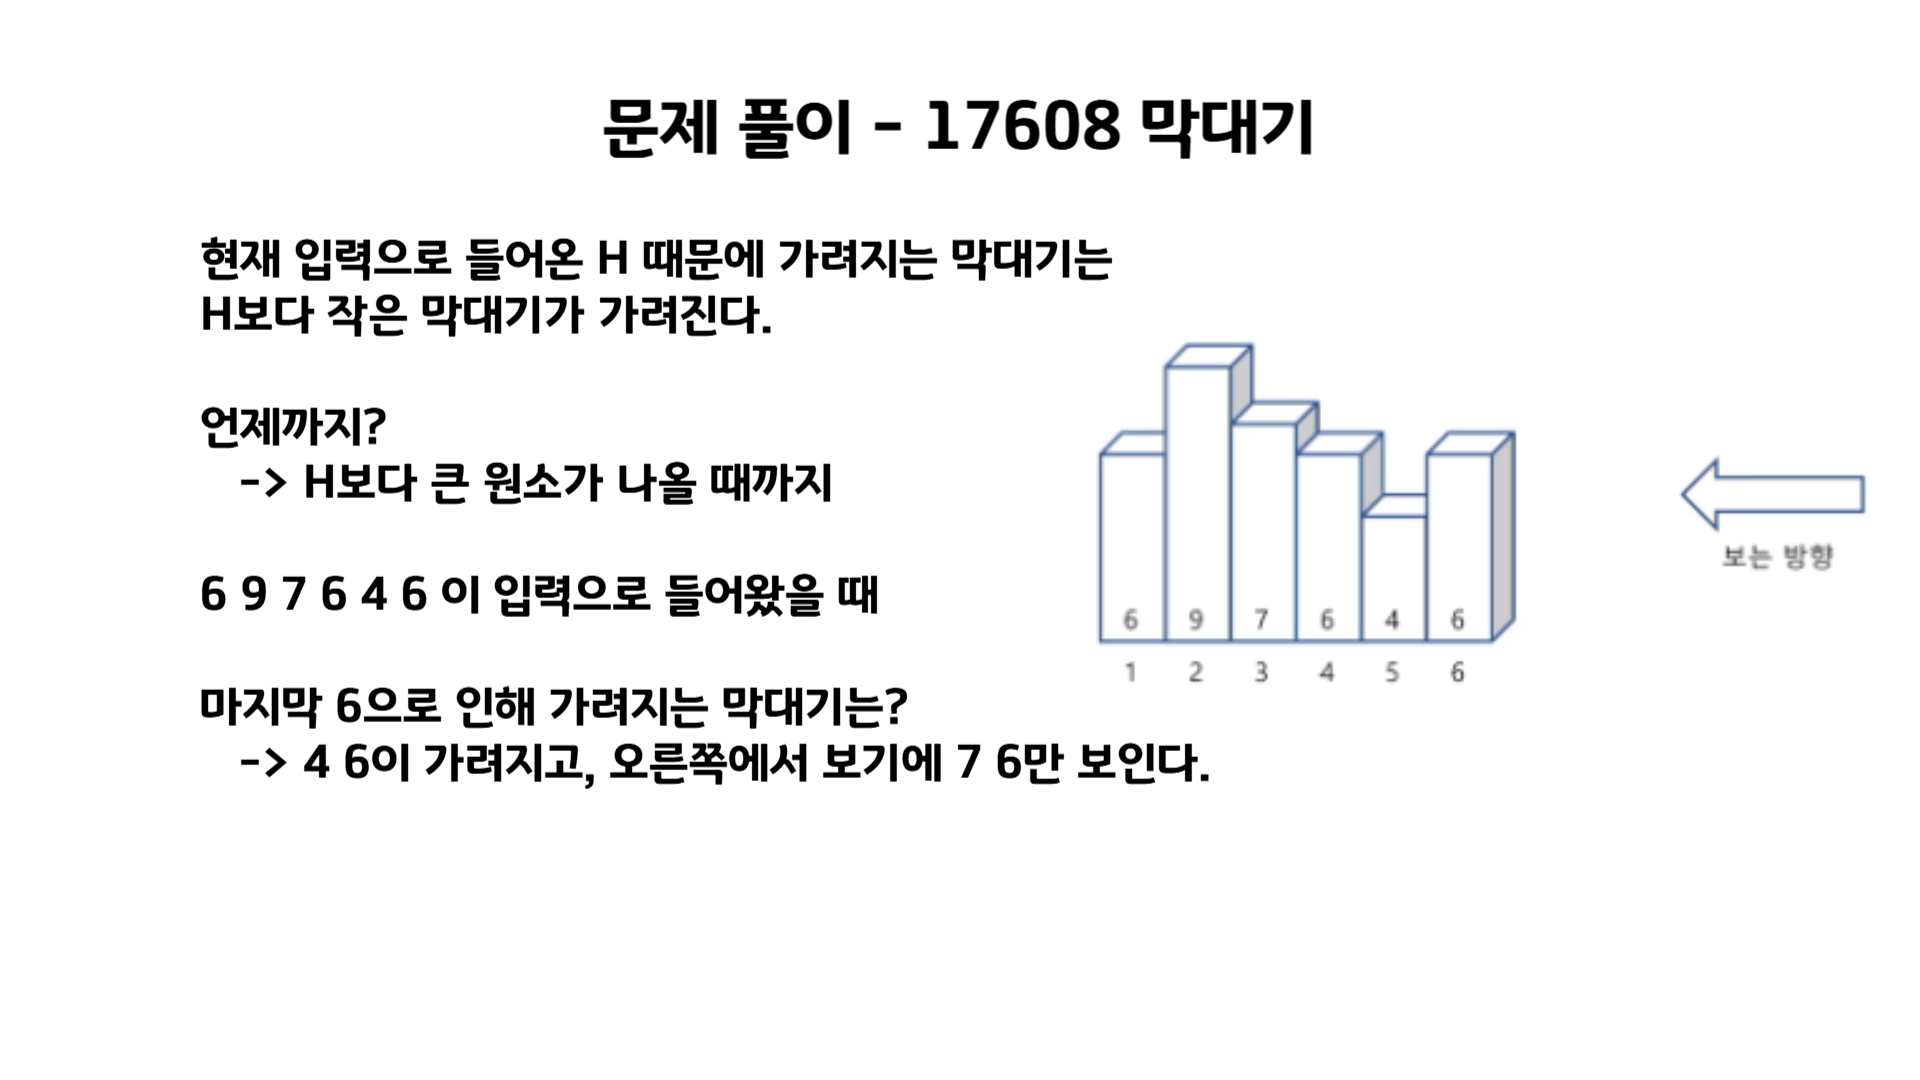 문제 풀이 - 17608 막대기
현재 입력으로 들어온 H 때문에 가려지는 막대기는
H보다 작은 막대기가 가려진다.
언제까지?
-> H보다 큰 원소가 나올 때까지
6 9 7 6 4 6 이 입력으로 들어왔을 때
마지막 6으로 인해 가려지는 막대기는?
-> 4 6이 가려지고, 오른쪽에서 보기에 7 6만 보인다.
6 9 7 6 4 6
1 2 3 4 5 6
보는 방향